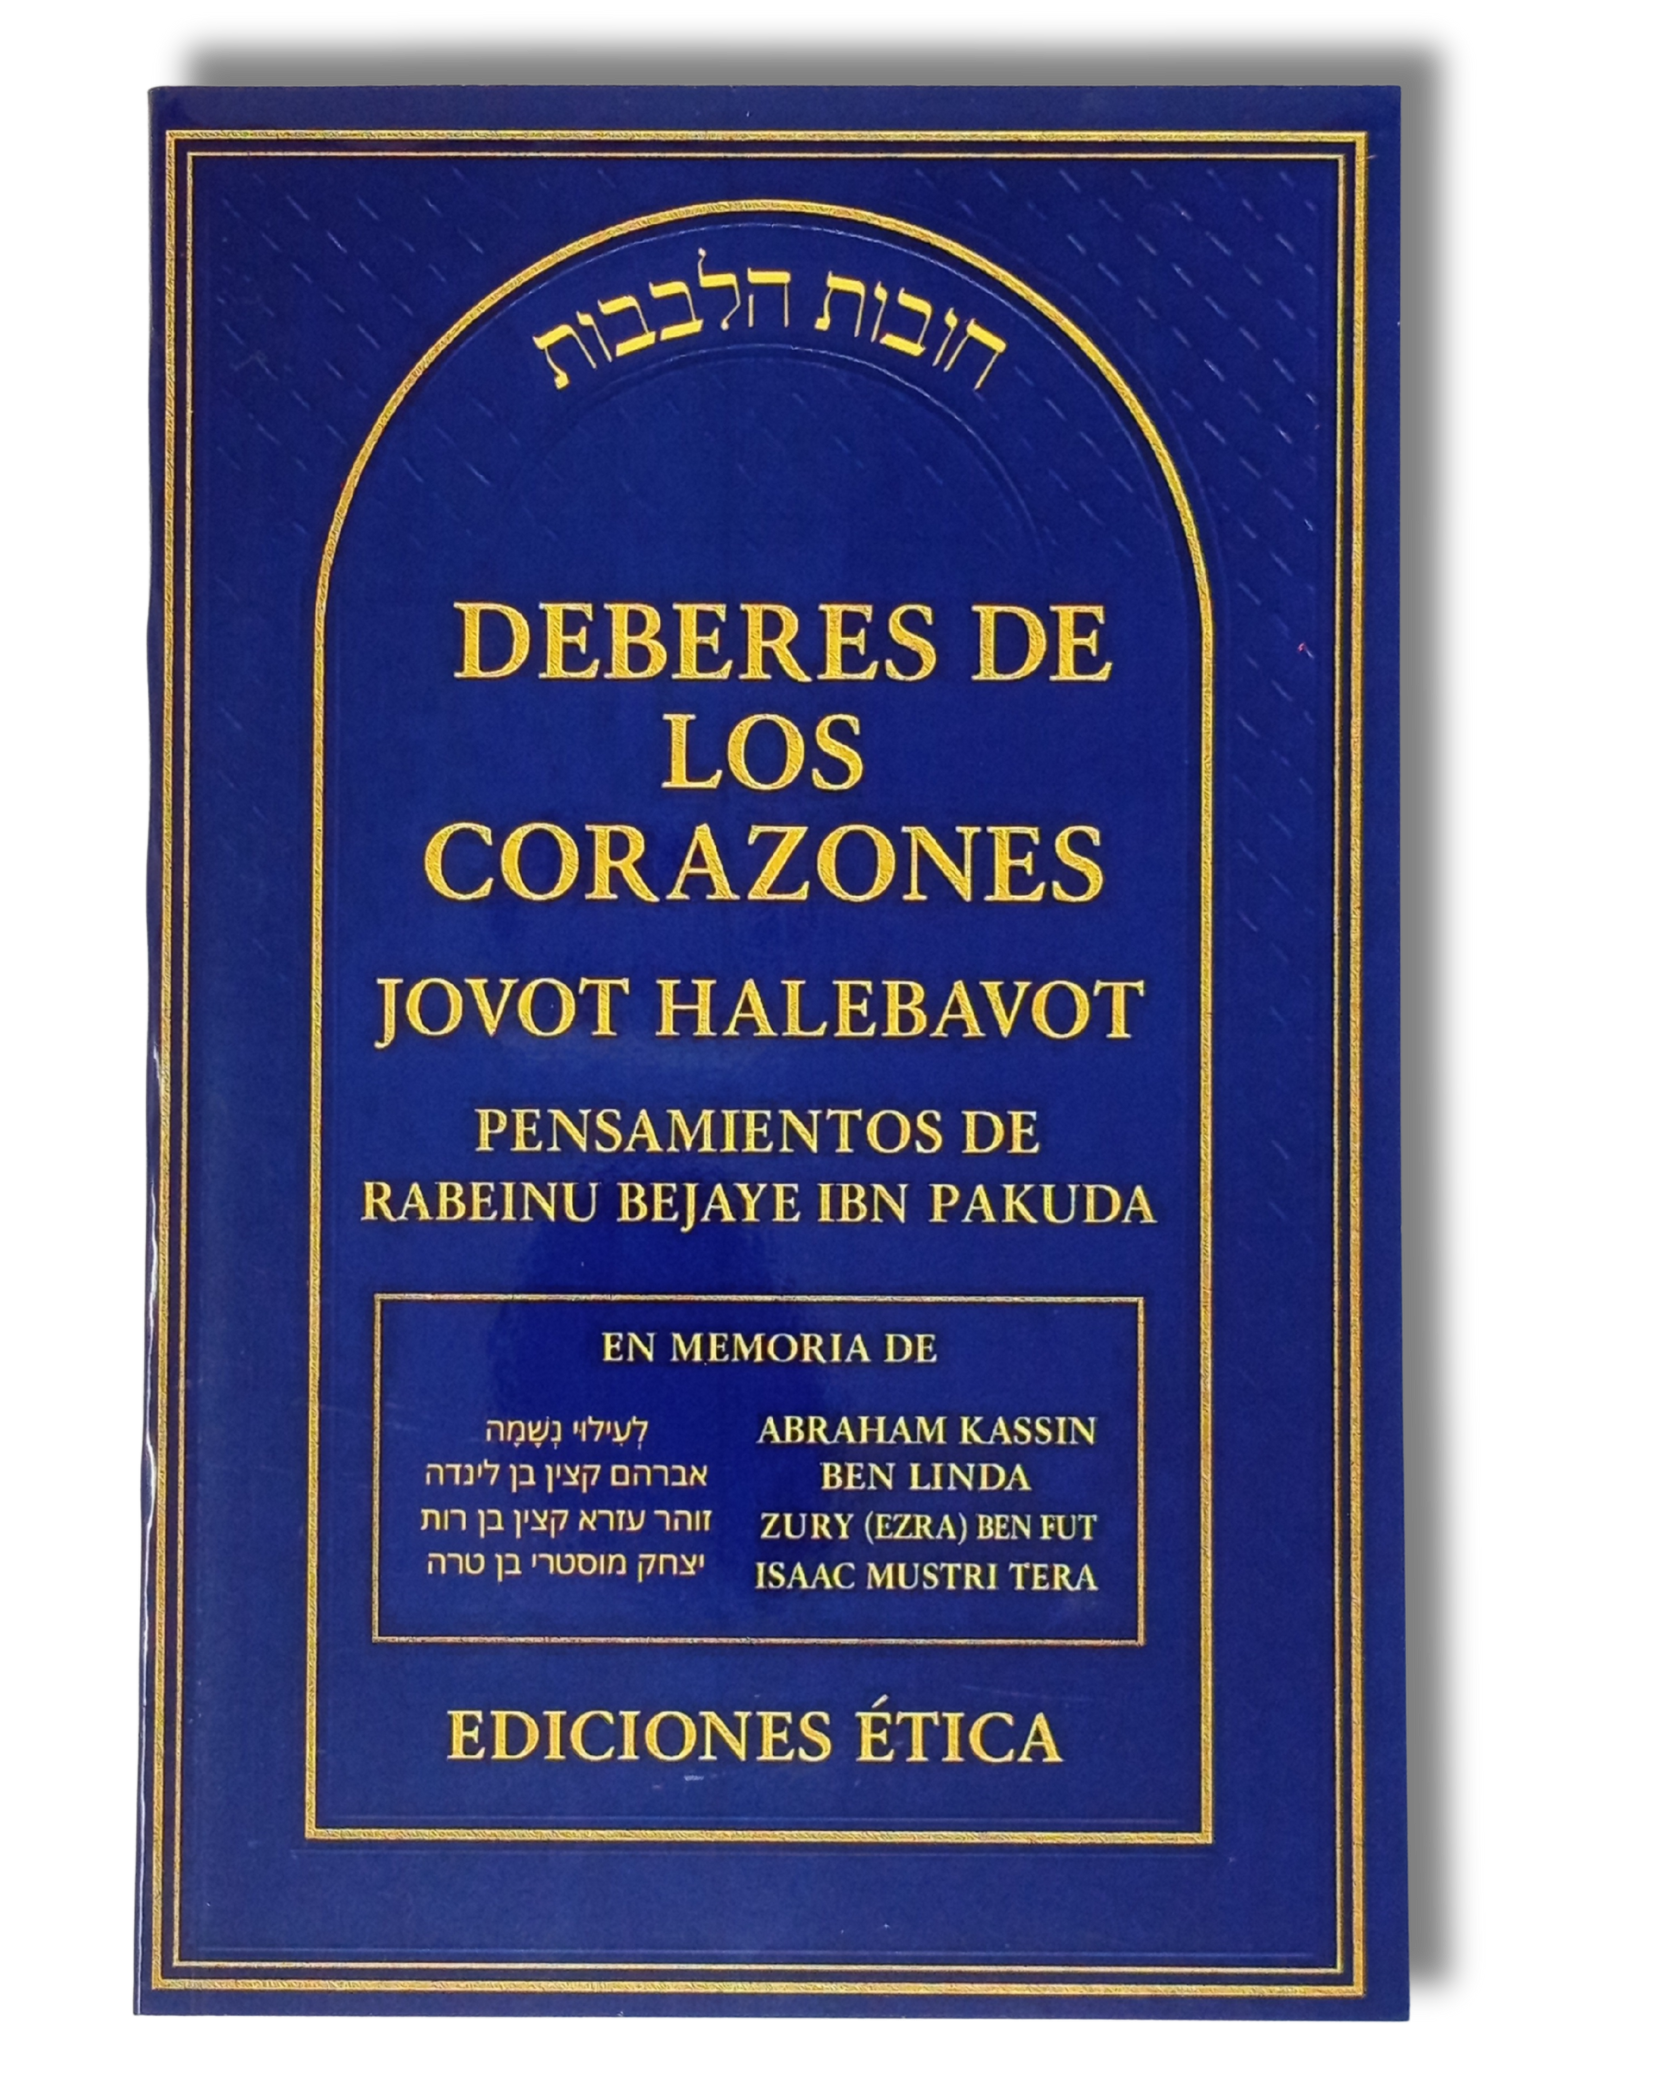 חובות הלבבות
DEBERES DE
LOS
CORAZONES
JOVOT HALEBAVOT
PENSAMIENTOS DE
RABEINU BEJAYE IBN PAKUDA
EN MEMORIA DE
לְעִילוּי נְשָׁמָה
אברהם קצין בן לינדה
זוהר עזרא קצין בן רות
יצחק מוסטרי בן טרה
ABRAHAM KASSIN
BEN LINDA
ZURY (EZRA) BEN FUT
ISAAC MUSTRI TERA
EDICIONES ÉTICA